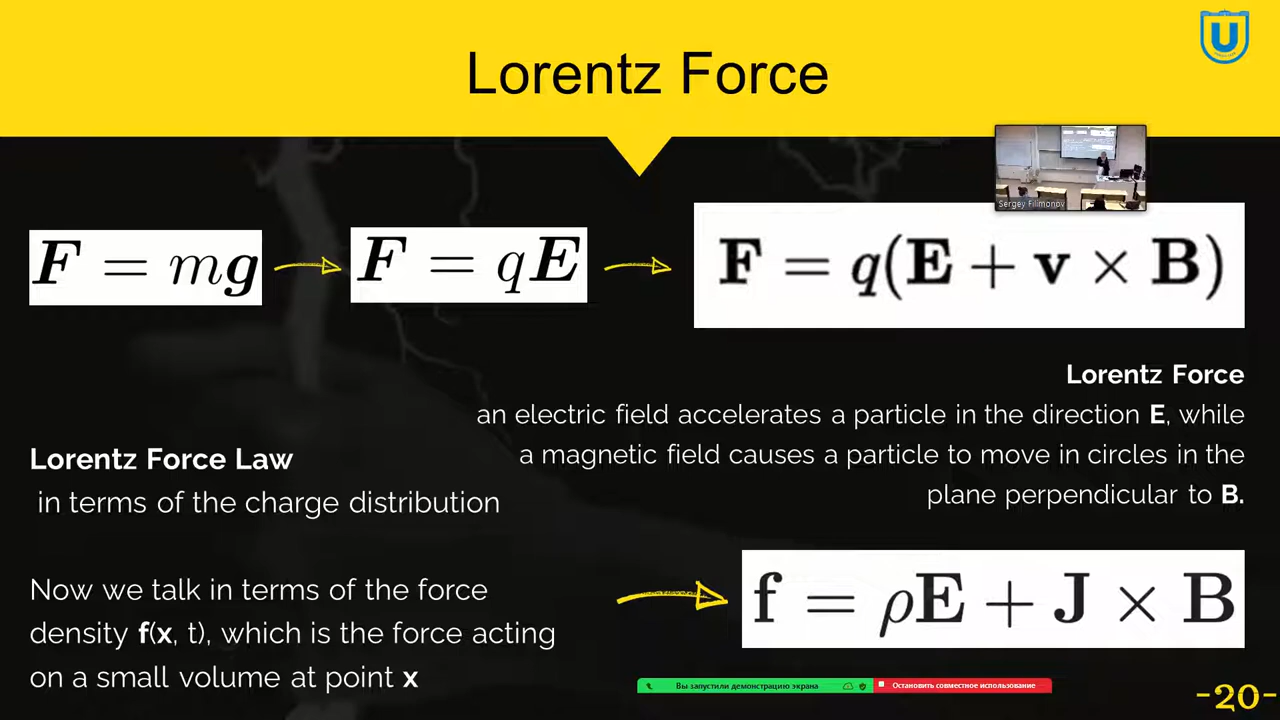 U
Lorentz Force
Sergey Filimonov
F = mg
F = qE
F = q(E + v × B)
Lorentz Force
an electric field accelerates a particle in the direction E, while
a magnetic field causes a particle to move in circles in the
plane perpendicular to B.
Lorentz Force Law
in terms of the charge distribution
Now we talk in terms of the force
density f(x, t), which is the force acting
on a small volume at point x
f = ρE + J × B
Вы запустили демонстрацию экрана
Остановить совместное использование
-20-